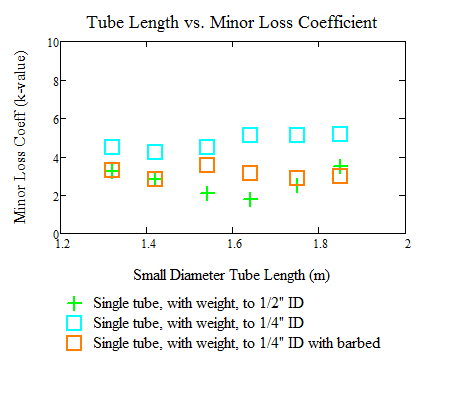 Tube Length vs. Minor Loss Coefficient
Minor Loss Coeff (k-value)
10
8
6
4
2
0
1.2
1.4
1.6
1.8
2
Small Diameter Tube Length (m)
Single tube, with weight, to 1/2" ID
Single tube, with weight, to 1/4" ID
Single tube, with weight, to 1/4" ID with barbed